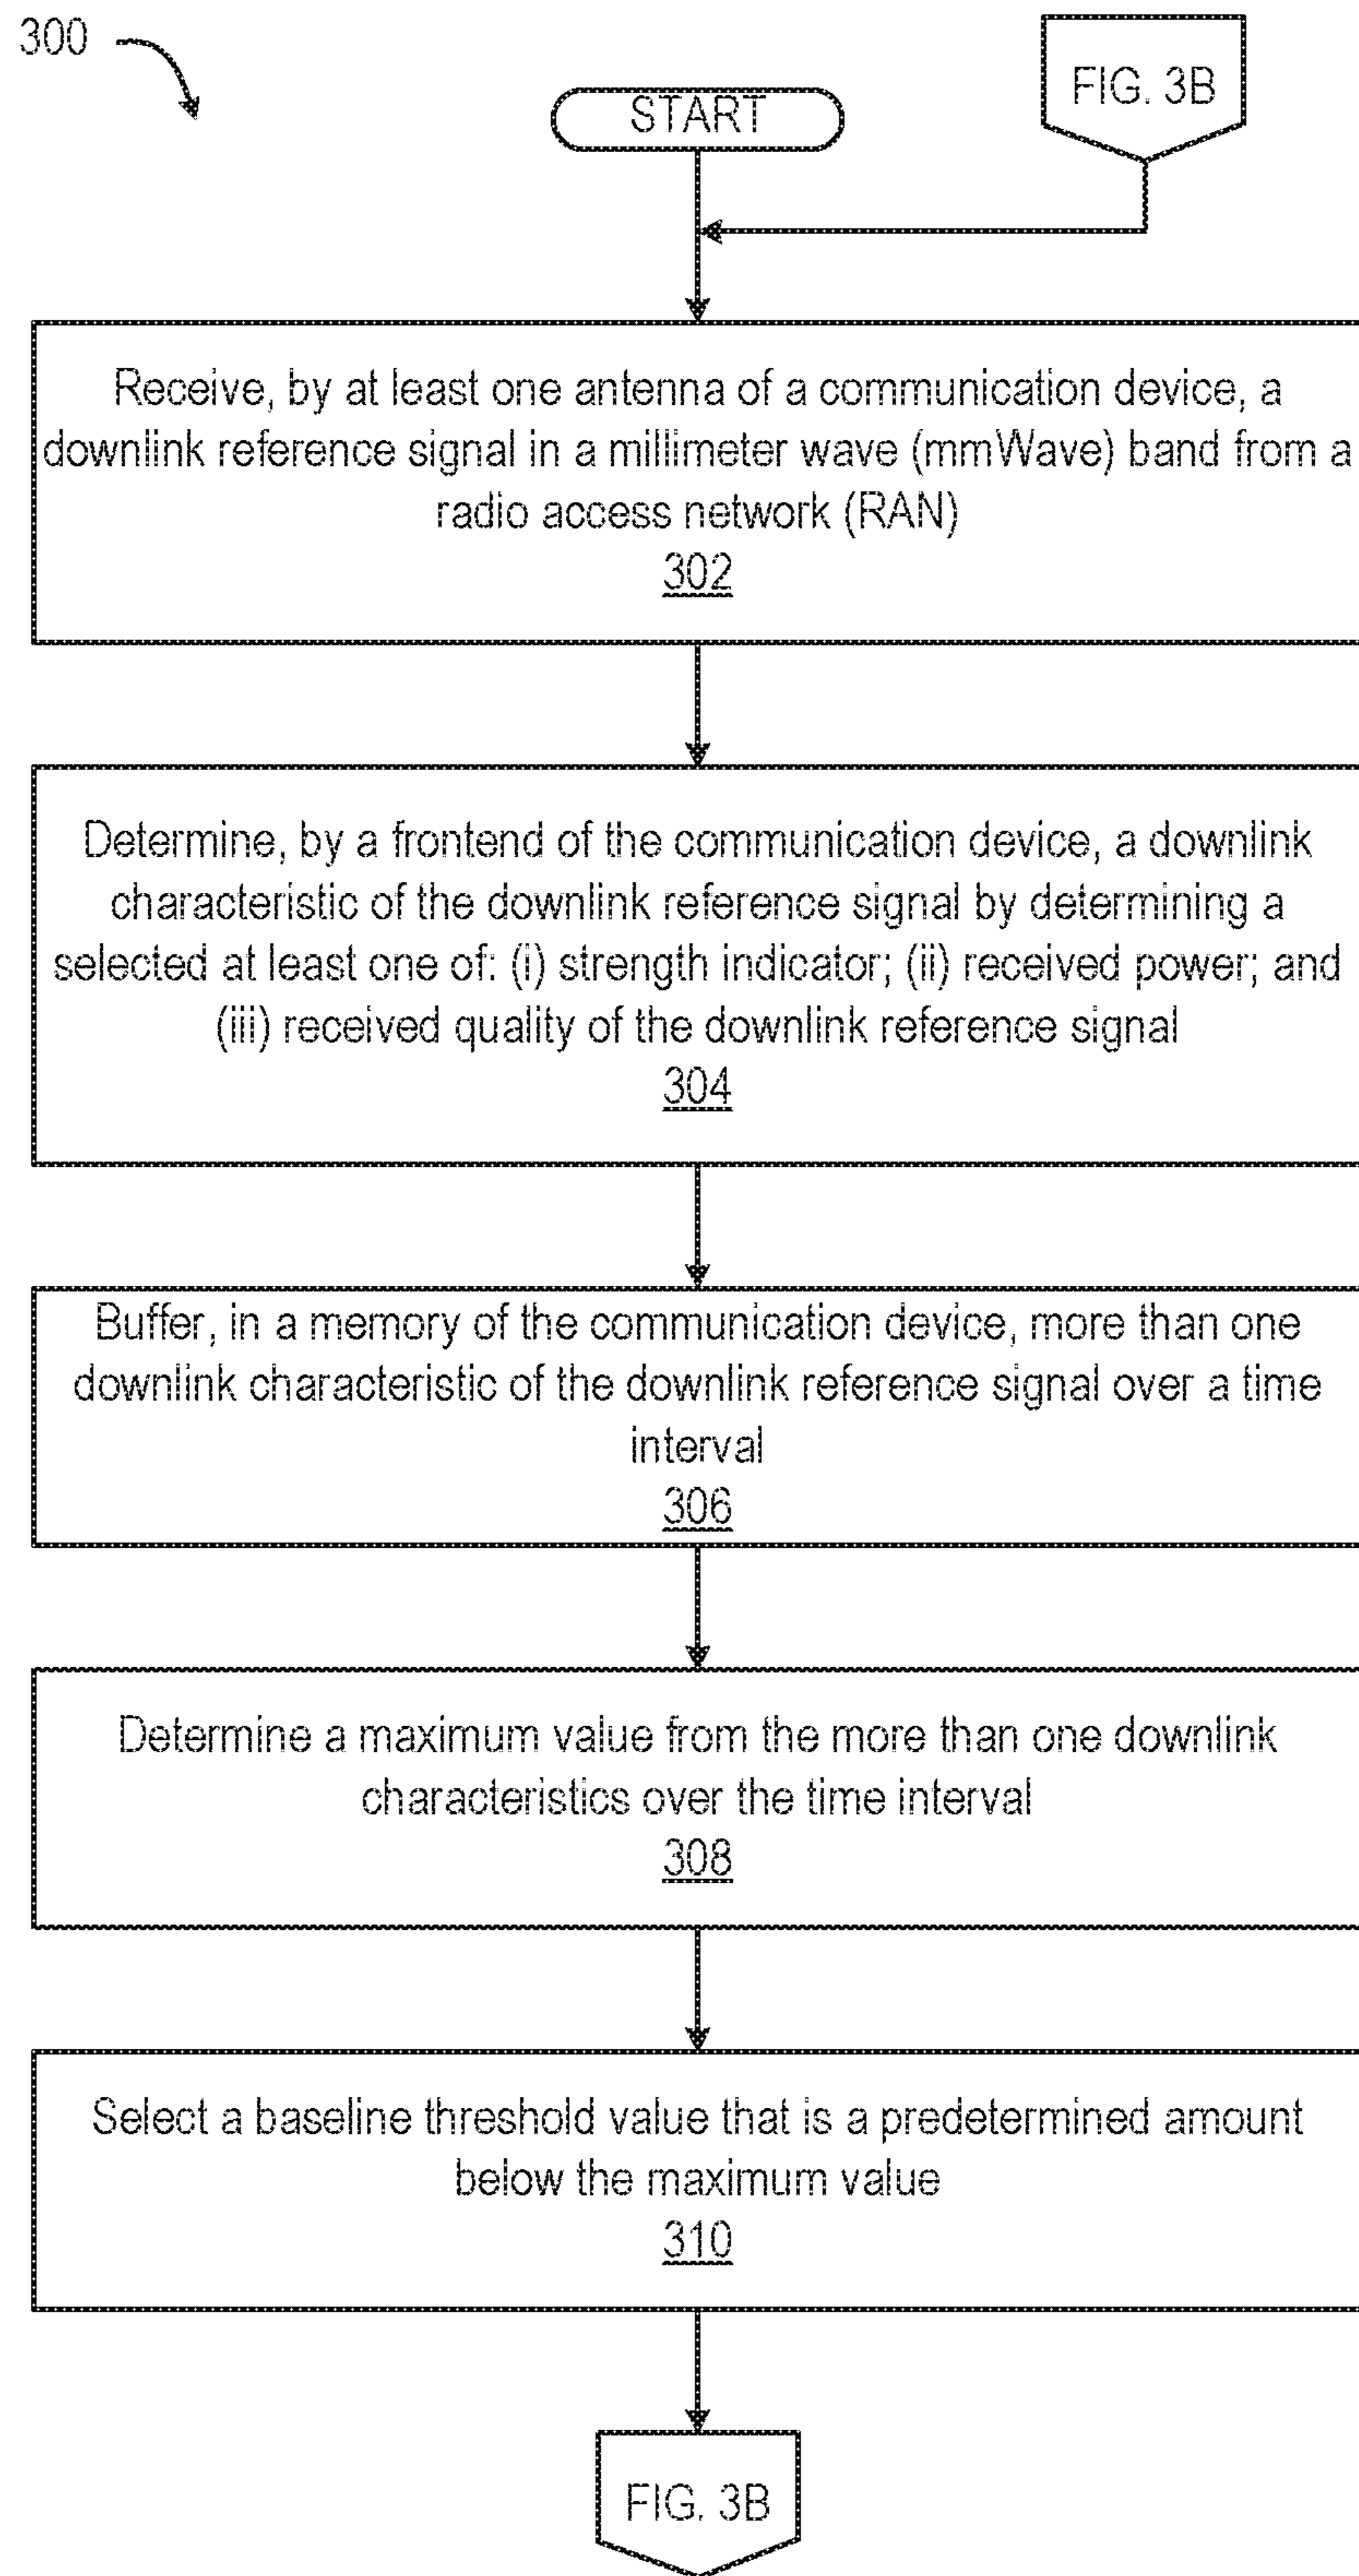 300
START
FIG. 3B
Receive, by at least one antenna of a communication device, a
downlink reference signal in a millimeter wave (mmWave) band from a
radio access network (RAN)
302
Determine, by a frontend of the communication device, a downlink
characteristic of the downlink reference signal by determining a
selected at least one of: (i) strength indicator; (ii) received power; and
(iii) received quality of the downlink reference signal
304
Buffer, in a memory of the communication device, more than one
downlink characteristic of the downlink reference signal over a time
interval
306
Determine a maximum value from the more than one downlink
characteristics over the time interval
308
Select a baseline threshold value that is a predetermined amount
below the maximum value
310
FIG. 3B